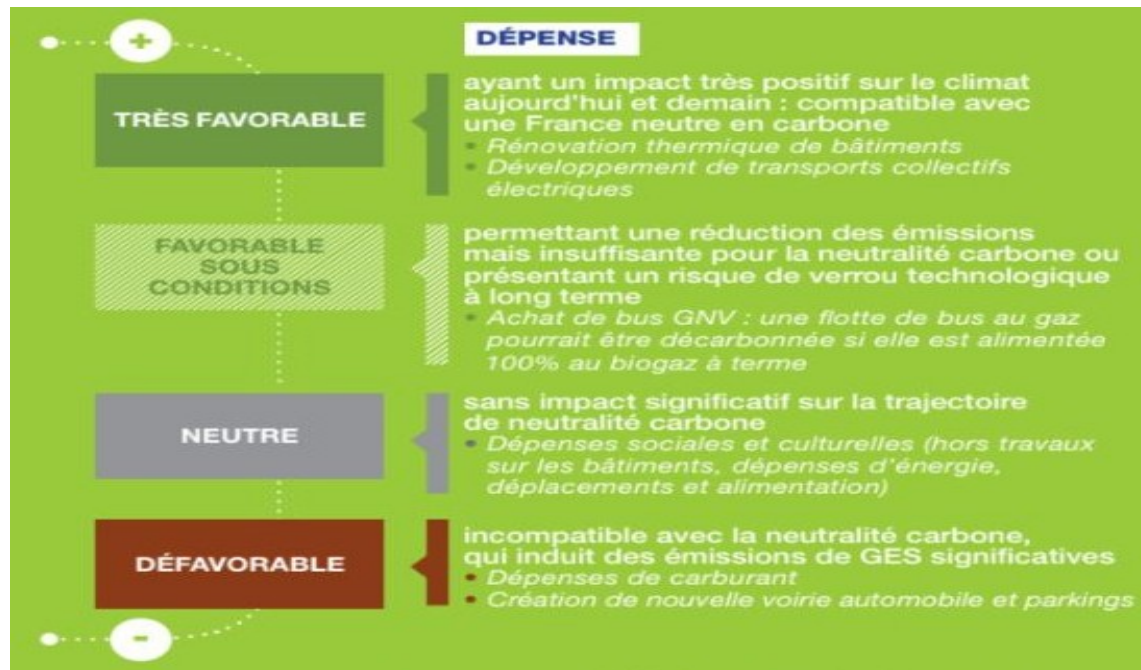 +
DÉPENSE
TRÈS FAVORABLE
ayant un impact très positif sur le climat
aujourd'hui et demain : compatible avec
une France neutre en carbone
• Rénovation thermique de bâtiments
• Développement de transports collectifs
électriques
FAVORABLE
SOUS
CONDITIONS
permettant une réduction des émissions
mais insuffisante pour la neutralité carbone ou
présentant un risque de verrou technologique
à long terme
• Achat de bus GNV : une flotte de bus au gaz
pourrait être décarbonnée si elle est alimentée
100% au biogaz à terme
NEUTRE
sans impact significatif sur la trajectoire
de neutralité carbone
• Dépenses sociales et culturelles (hors travaux
sur les bâtiments, dépenses d'énergie,
déplacements et alimentation)
DÉFAVORABLE
incompatible avec la neutralité carbone,
qui induit des émissions de GES significatives
• Dépenses de carburant
• Création de nouvelle voirie automobile et parkings
-